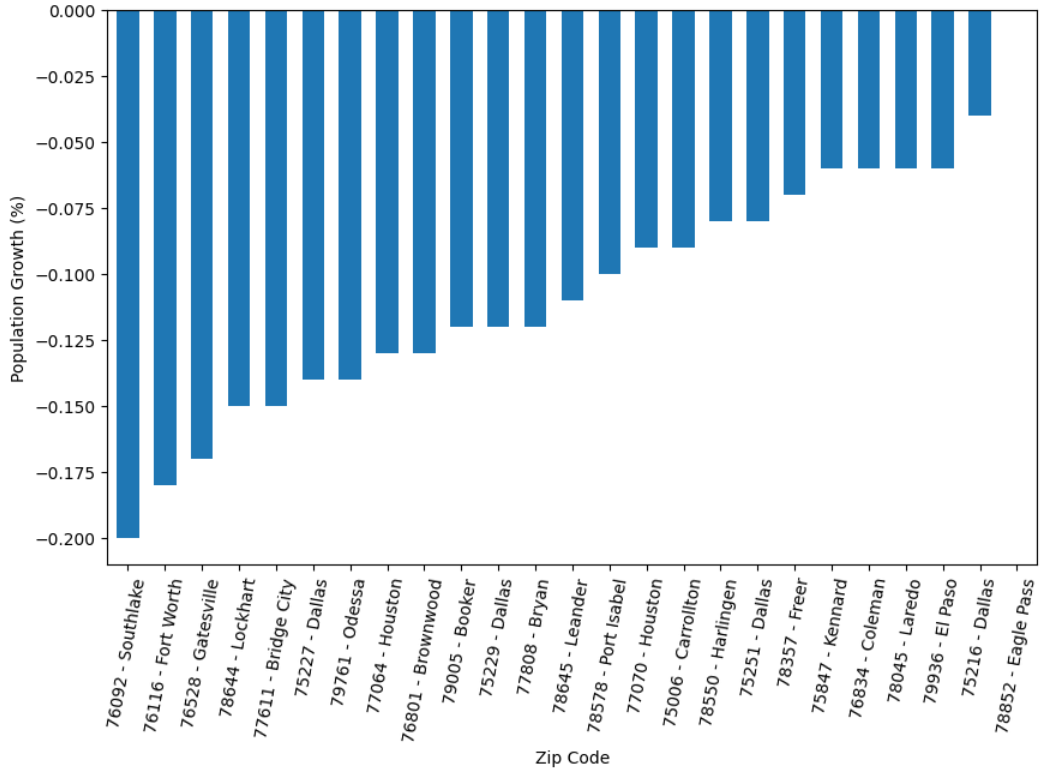 0.000
−0.025
−0.050
−0.075
−0.100
−0.125
−0.150
−0.175
−0.200
Population Growth (%)
76092 - Southlake
76116 - Fort Worth
76528 - Gatesville
78644 - Lockhart
77611 - Bridge City
75227 - Dallas
79761 - Odessa
77064 - Houston
76801 - Brownwood
79005 - Booker
75229 - Dallas
77808 - Bryan
78645 - Leander
78578 - Port Isabel
77070 - Houston
75006 - Carrollton
78550 - Harlingen
75251 - Dallas
78357 - Freer
75847 - Kennard
76834 - Coleman
78045 - Laredo
79936 - El Paso
75216 - Dallas
78852 - Eagle Pass
Zip Code